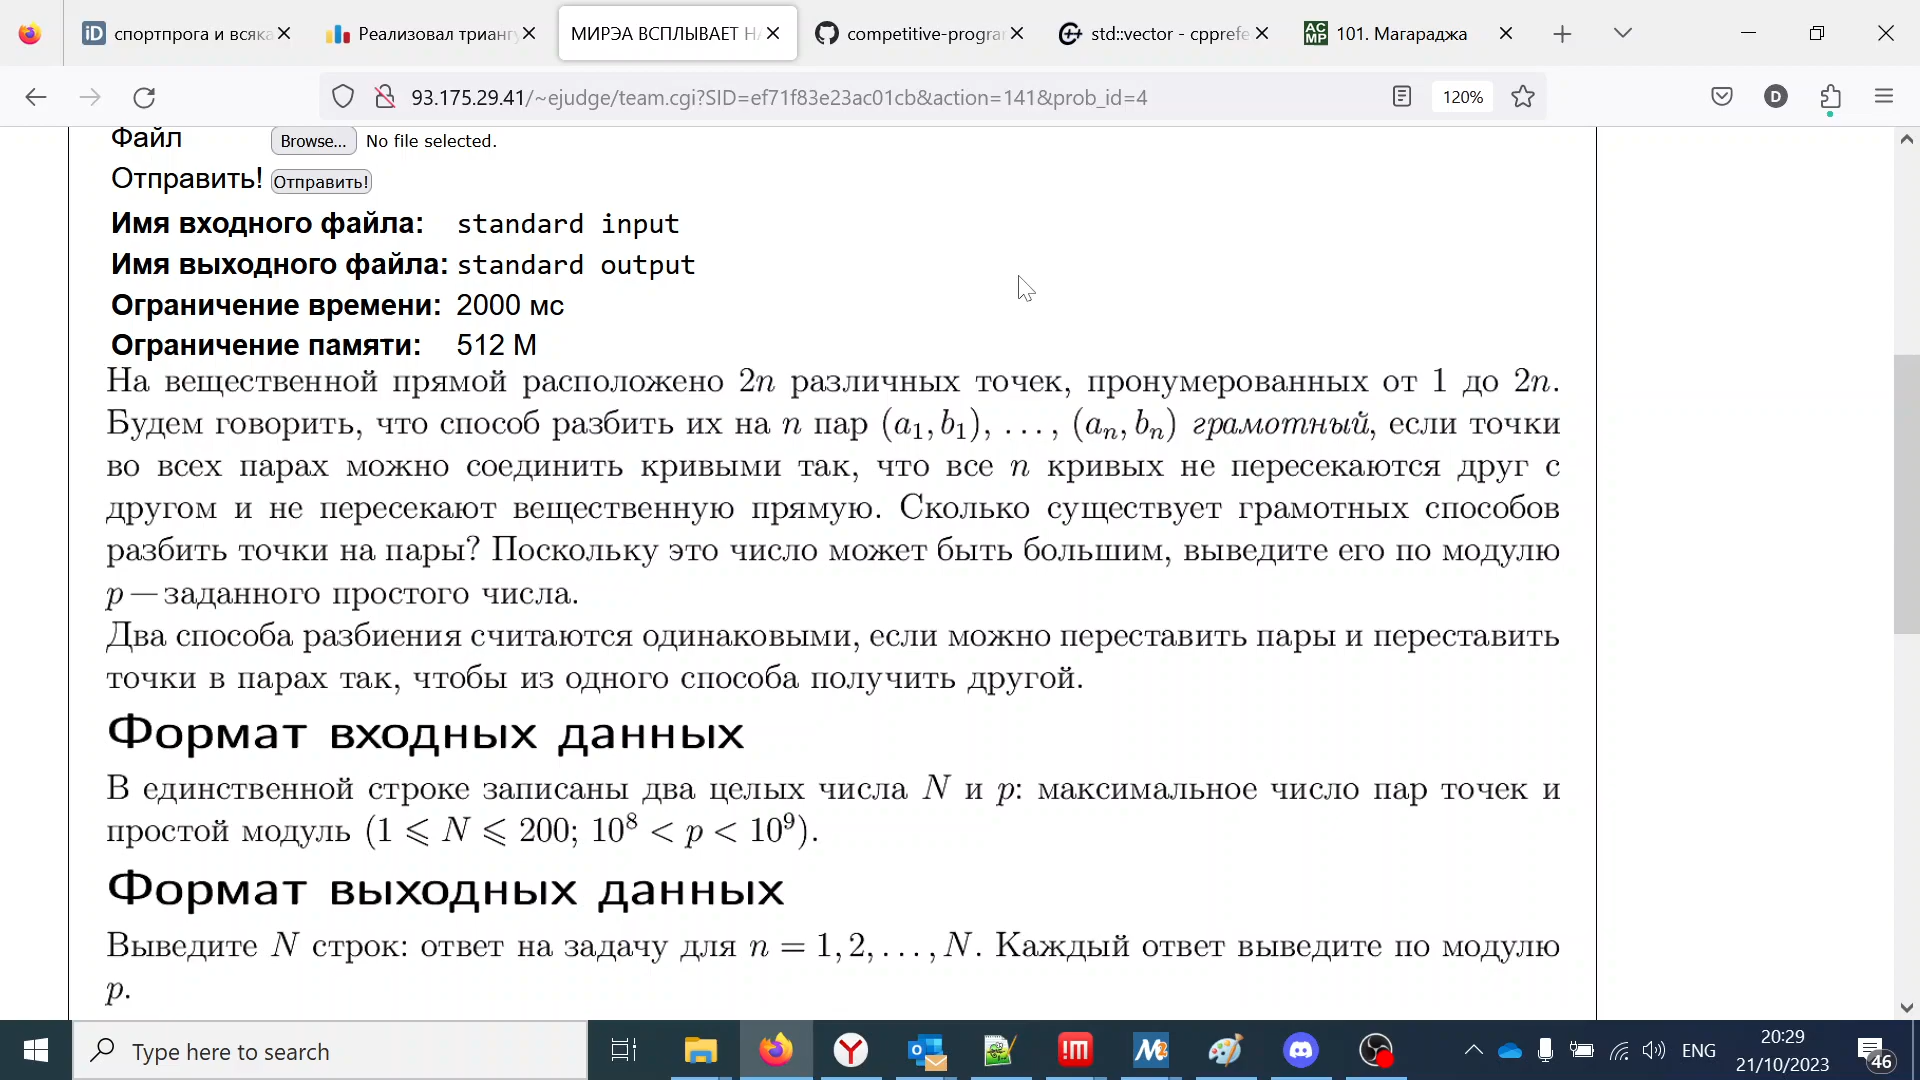 спортпрога и всяка
Реализовал триангу
МИРЭА ВСПЛЫВАЕТ Н
competitive-progra
std::vector - cpprefe
101. Магараджа
93.175.29.41/~ejudge/team.cgi?SID=ef71f83e23ac01cb&action=141&prob_id=4
120%
D
Файл Browse... No file selected.
Отправить! Отправить!
Имя входного файла: standard input
Имя выходного файла: standard output
Ограничение времени: 2000 мс
Ограничение памяти: 512 M
На вещественной прямой расположено 2n различных точек, пронумерованных от 1 до 2n.
Будем говорить, что способ разбить их на n пар (a₁, b₁), …, (aₙ, bₙ) грамотный, если точки
во всех парах можно соединить кривыми так, что все n кривых не пересекаются друг с
другом и не пересекают вещественную прямую. Сколько существует грамотных способов
разбить точки на пары? Поскольку это число может быть большим, выведите его по модулю
p — заданного простого числа.
Два способа разбиения считаются одинаковыми, если можно переставить пары и переставить
точки в парах так, чтобы из одного способа получить другой.
Формат входных данных
В единственной строке записаны два целых числа N и p: максимальное число пар точек и
простой модуль (1 ⩽ N ⩽ 200; 10⁸ < p < 10⁹).
Формат выходных данных
Выведите N строк: ответ на задачу для n = 1, 2, …, N. Каждый ответ выведите по модулю
p.
Type here to search
ENG
20:29
21/10/2023
46